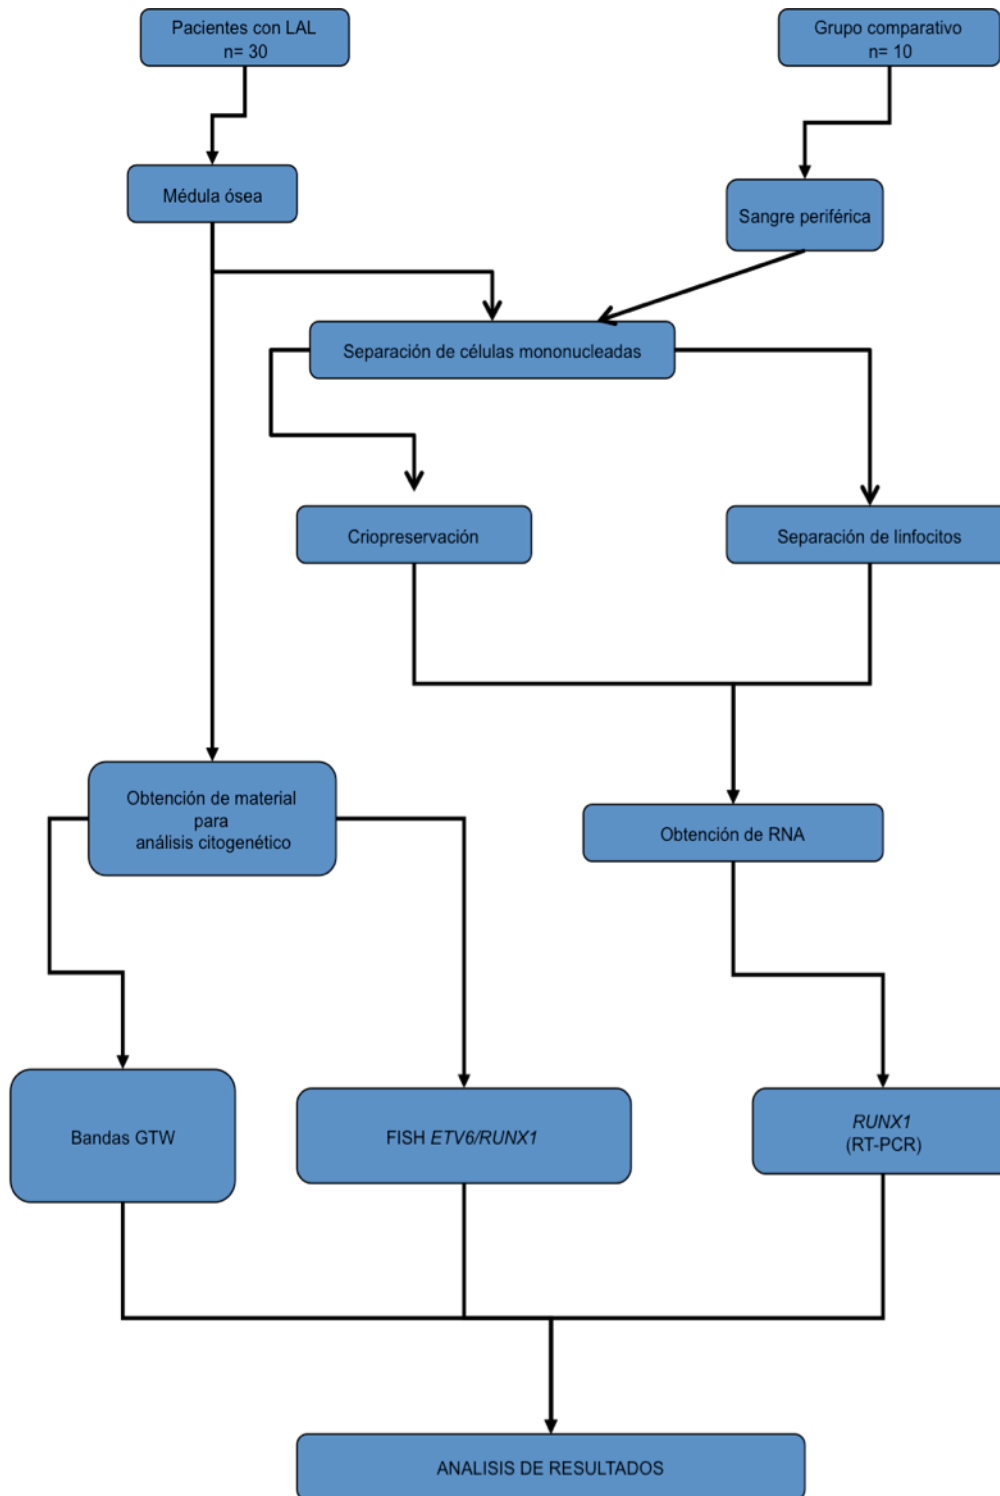 Pacientes con LAL
n= 30
Grupo comparativo
n= 10
Médula ósea
Sangre periférica
Separación de células mononucleadas
Criopreservación
Separación de linfocitos
Obtención de material
para
análisis citogenético
Obtención de RNA
Bandas GTW
FISH ETV6/RUNX1
RUNX1
(RT-PCR)
ANALISIS DE RESULTADOS